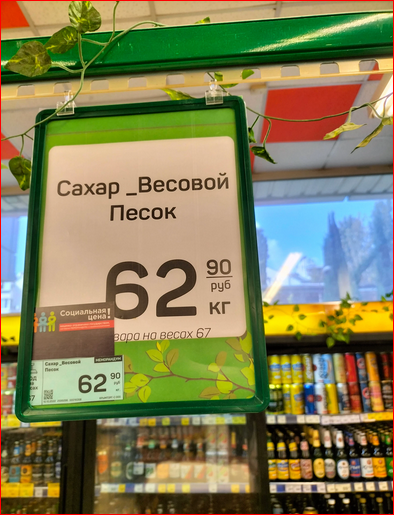 Сахар _Весовой
Песок
62 90
руб
кг
вара на весах 67
Социальная
цена!
Сахар _Весовой
Песок
62 90